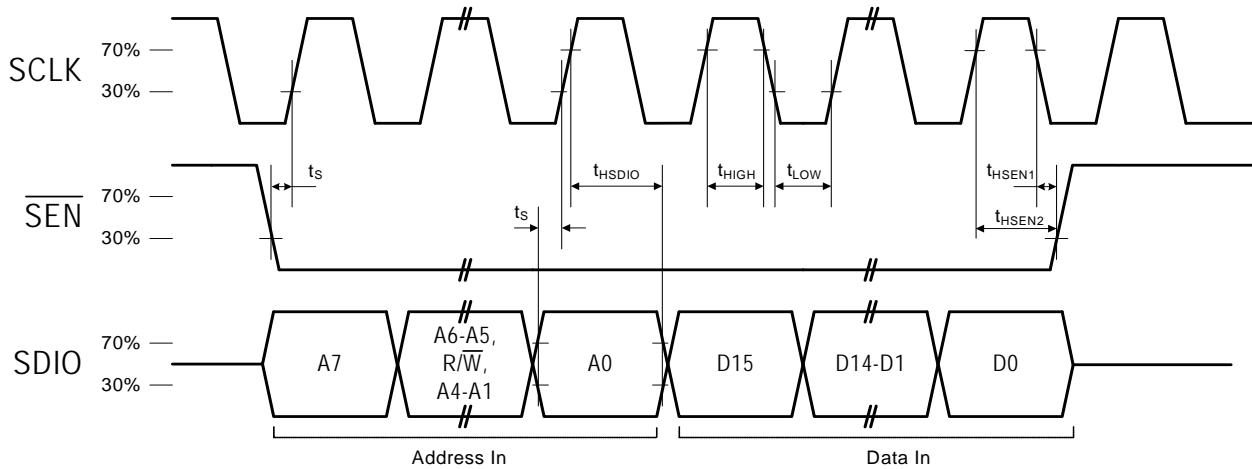 SCLK
70%
30%
SEN
70%
30%
tS
tS
tHSDIO
tHIGH
tLOW
tHSEN1
tHSEN2
SDIO
70%
30%
A7
A6-A5,
R/W,
A4-A1
A0
D15
D14-D1
D0
Address In
Data In